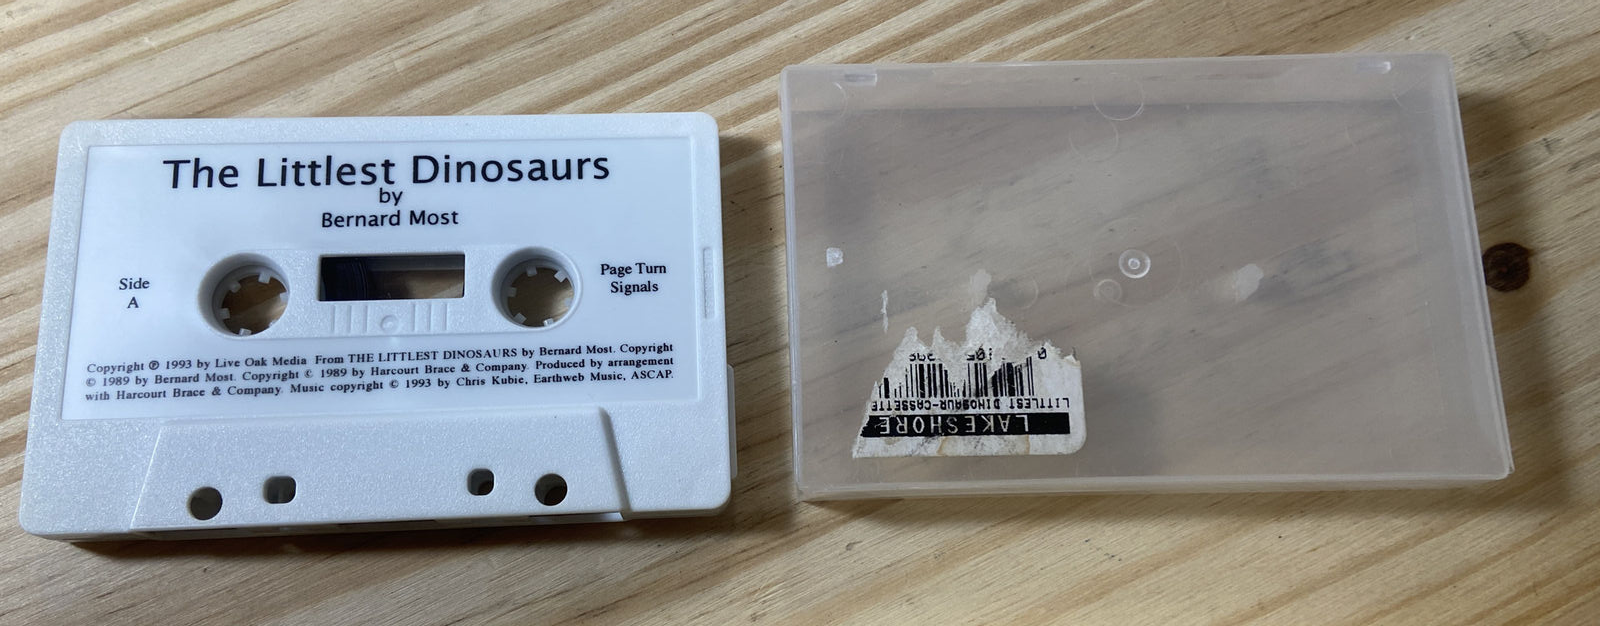 The Littlest Dinosaurs
by
Bernard Most
Side
A
Page Turn
Signals
Copyright ℗ 1993 by Live Oak Media From THE LITTLEST DINOSAURS by Bernard Most. Copyright
© 1989 by Bernard Most. Copyright © 1989 by Harcourt Brace & Company. Produced by arrangement
with Harcourt Brace & Company. Music copyright © 1993 by Chris Kubie, Earthweb Music, ASCAP.
LAKESHORE
LITTLEST DINOSAUR-CASSETTE